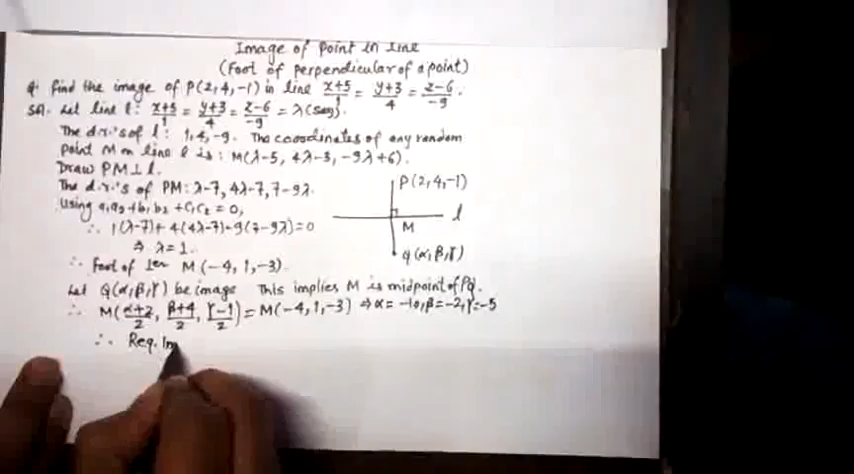 Image of Point in Line
(Foot of perpendicular of a point)
Q. Find the image of P(2,4,-1) in line (x+5)/1 = (y+3)/4 = (z-6)/-9.
Sol. Let line l: (x+5)/1 = (y+3)/4 = (z-6)/-9 = λ (say).
The d.r.'s of l: 1, 4, -9. The coordinates of any random
point M on line l is: M(λ-5, 4λ-3, -9λ+6).
Draw PM⊥l.
The d.r.'s of PM: λ-7, 4λ-7, 7-9λ.
Using a₁a₂+b₁b₂+c₁c₂=0,
∴ 1(λ-7)+4(4λ-7)-9(7-9λ)=0
⇒ λ=1.
∴ Foot of ⊥er M(-4, 1, -3).
P(2,4,-1)
l
M
Q(α,β,γ)
Let Q(α,β,γ) be image This implies M is midpoint of PQ.
∴ M((α+2)/2, (β+4)/2, (γ-1)/2) = M(-4,1,-3) ⇒ α=-10, β=-2, γ=-5
∴ Req. Im